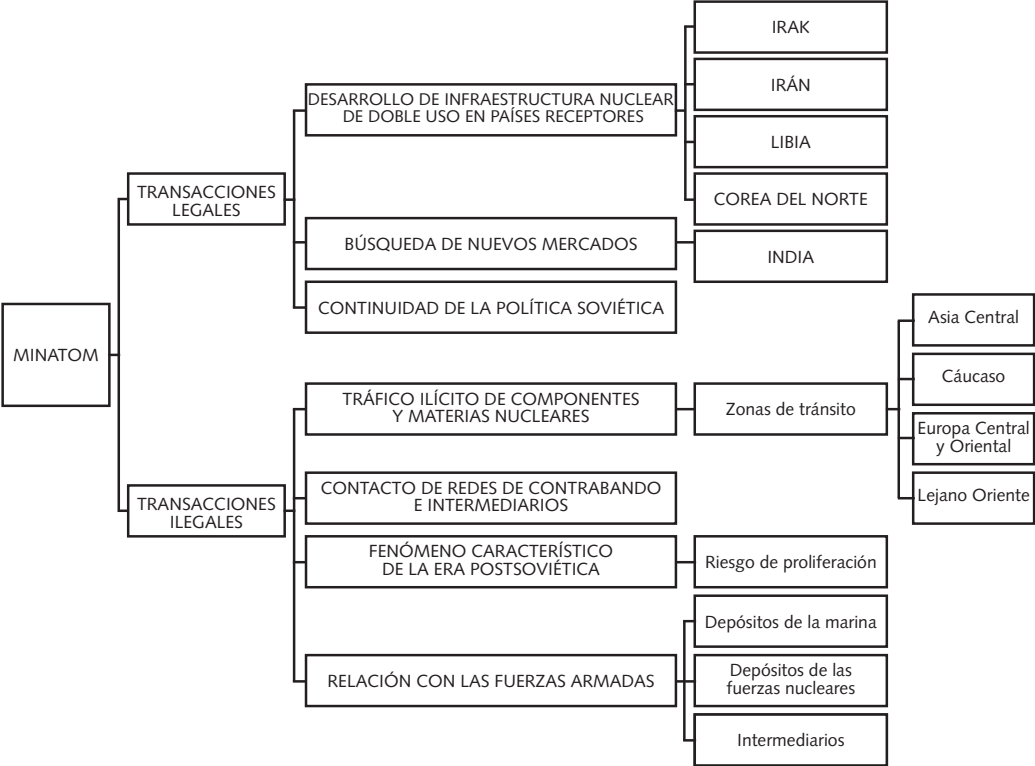 MINATOM
TRANSACCIONES
LEGALES
DESARROLLO DE INFRAESTRUCTURA NUCLEAR
DE DOBLE USO EN PAÍSES RECEPTORES
IRAK
IRÁN
LIBIA
COREA DEL NORTE
BÚSQUEDA DE NUEVOS MERCADOS
INDIA
CONTINUIDAD DE LA POLÍTICA SOVIÉTICA
TRANSACCIONES
ILEGALES
TRÁFICO ILÍCITO DE COMPONENTES
Y MATERIAS NUCLEARES
Zonas de tránsito
Asia Central
Cáucaso
Europa Central
y Oriental
Lejano Oriente
CONTACTO DE REDES DE CONTRABANDO
E INTERMEDIARIOS
FENÓMENO CARACTERÍSTICO
DE LA ERA POSTSOVIÉTICA
Riesgo de proliferación
RELACIÓN CON LAS FUERZAS ARMADAS
Depósitos de la marina
Depósitos de las
fuerzas nucleares
Intermediarios